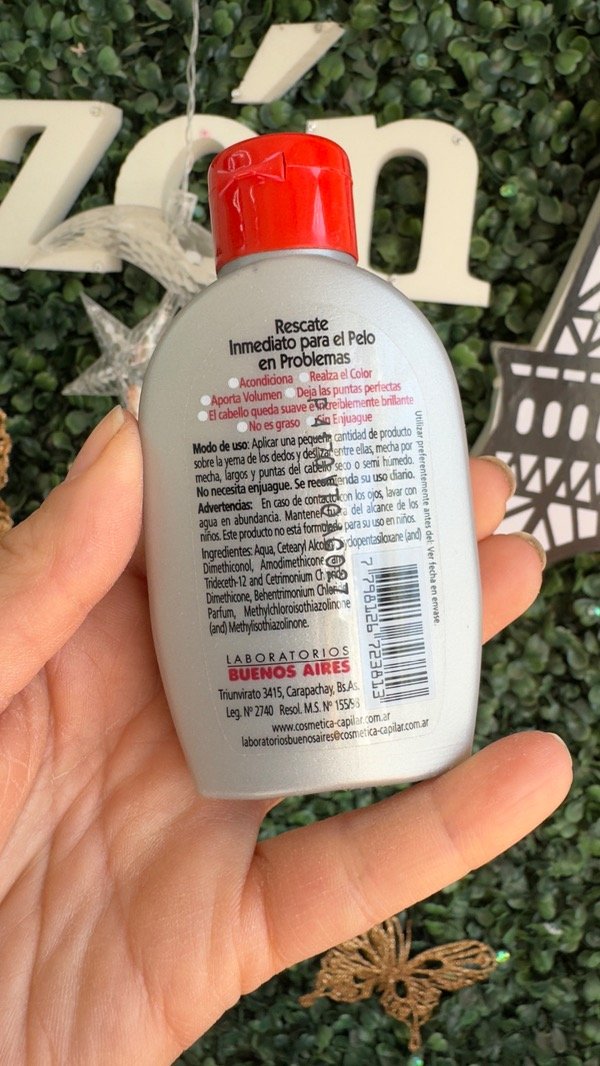 zón
Rescate
Inmediato para el Pelo
en Problemas
Acondiciona Realza el Color
Aporta Volumen Deja las puntas perfectas
El cabello queda suave e increíblemente brillante
No es graso Sin Enjuague
Modo de uso: Aplicar una pequeña cantidad de producto
sobre la yema de los dedos y deslizar entre ellas, mecha por
mecha, largos y puntas del cabello seco o semi húmedo.
No necesita enjuague. Se recomienda su uso diario.
Advertencias: En caso de contacto con los ojos, lavar con
agua en abundancia. Mantener fuera del alcance de los
niños. Este producto no está formulado para su uso en niños.
Ingredientes: Aqua, Cetearyl Alcohol, Cyclopentasiloxane (and)
Dimethiconol, Amodimethicone
Trideceth-12 and Cetrimonium
Dimethicone, Behentrimonium
Parfum, Methylchloroisothiazolinone
(and) Methylisothiazolinone.
LABORATORIOS
BUENOS AIRES
Triunvirato 3415, Carapachay, Bs.As.
Leg. Nº 2740 Resol. M.S. Nº 155/98
www.cosmetica-capilar.com.ar
laboratoriosbuenosaires@cosmetica-capilar.com.ar
Utilizar preferentemente antes del: Ver fecha en envase.
7 798126 723813